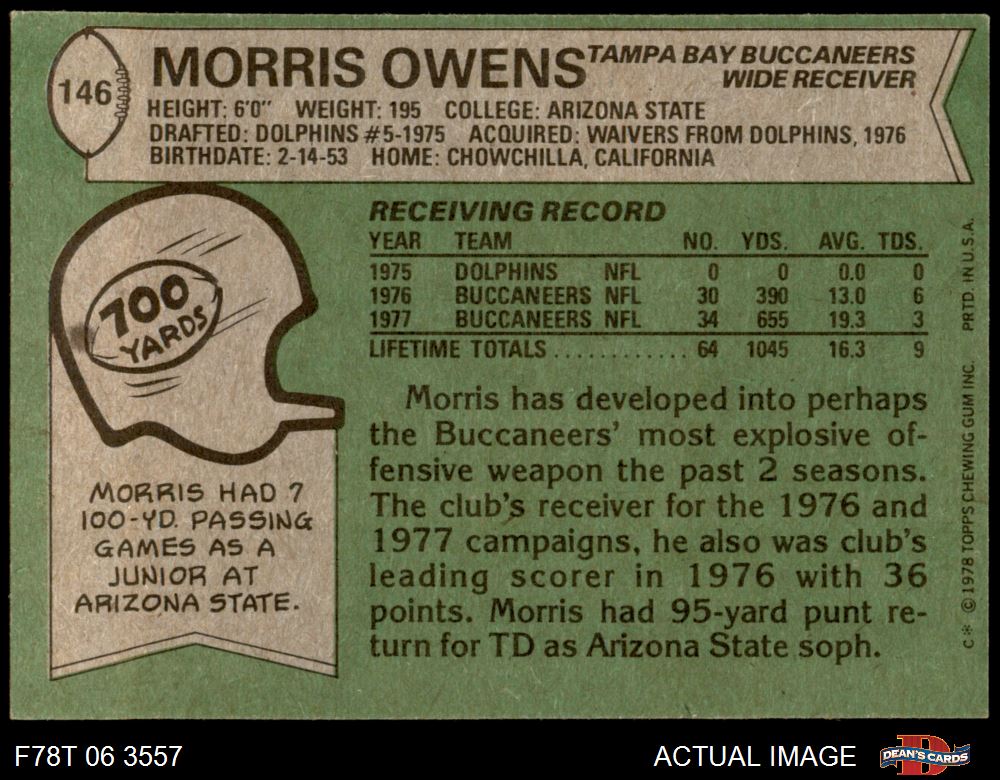 146
MORRIS OWENS
TAMPA BAY BUCCANEERS
WIDE RECEIVER
HEIGHT: 6'0" WEIGHT: 195 COLLEGE: ARIZONA STATE
DRAFTED: DOLPHINS #5-1975 ACQUIRED: WAIVERS FROM DOLPHINS, 1976
BIRTHDATE: 2-14-53 HOME: CHOWCHILLA, CALIFORNIA
700
YARDS
MORRIS HAD 7
100-YD. PASSING
GAMES AS A
JUNIOR AT
ARIZONA STATE.
RECEIVING RECORD
YEAR TEAM NO. YDS. AVG. TDS.
1975 DOLPHINS NFL 0 0 0.0 0
1976 BUCCANEERS NFL 30 390 13.0 6
1977 BUCCANEERS NFL 34 655 19.3 3
LIFETIME TOTALS ............ 64 1045 16.3 9
Morris has developed into perhaps
the Buccaneers' most explosive of-
fensive weapon the past 2 seasons.
The club's receiver for the 1976 and
1977 campaigns, he also was club's
leading scorer in 1976 with 36
points. Morris had 95-yard punt re-
turn for TD as Arizona State soph.
C✻ © 1978 TOPPS CHEWING GUM INC. PRTD. IN U.S.A.
F78T 06 3557
ACTUAL IMAGE
DEAN'S CARDS